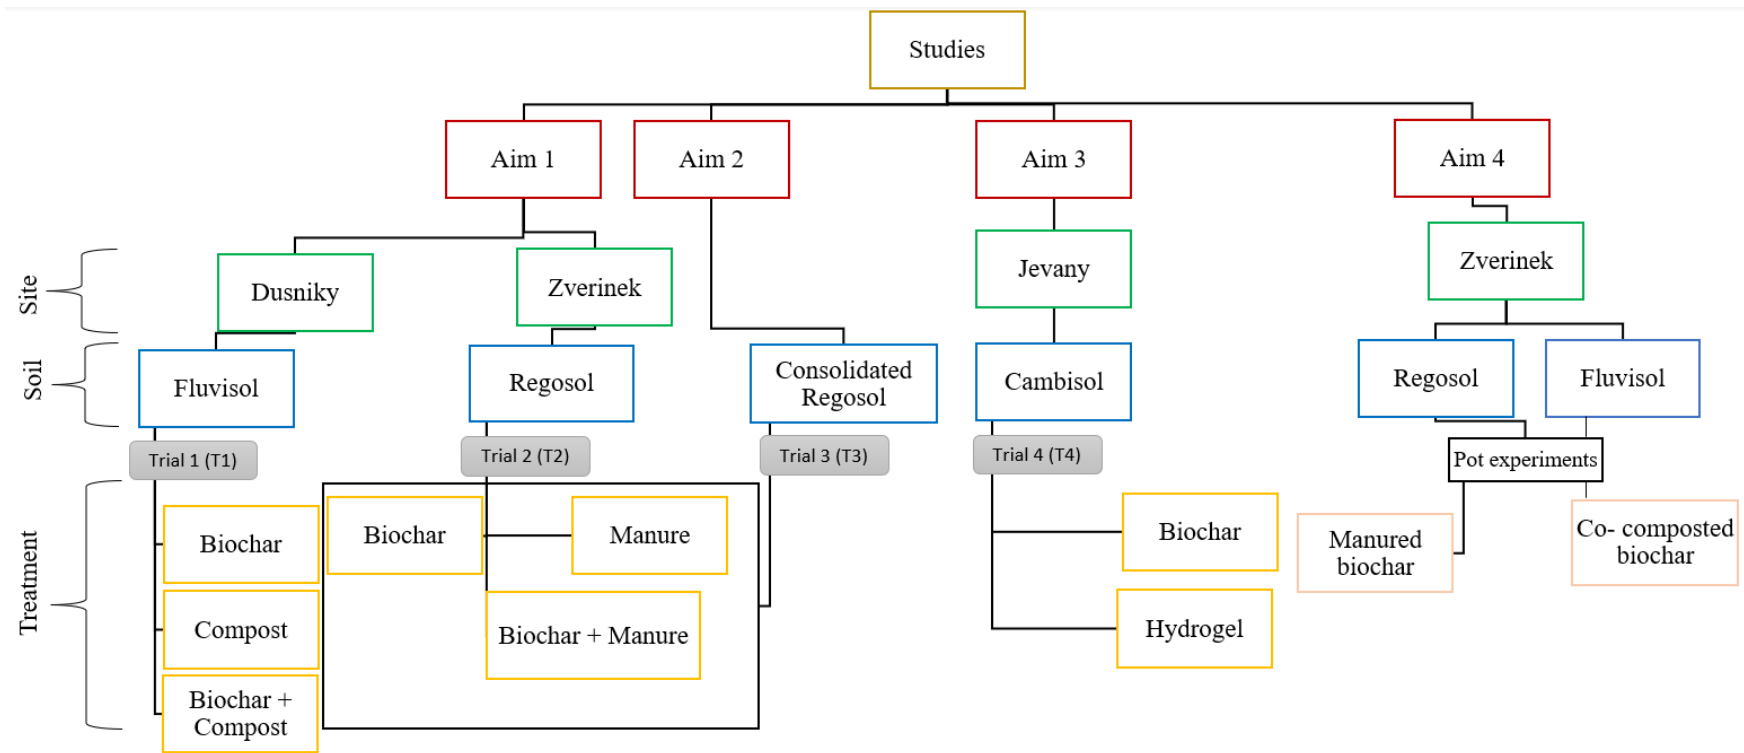 Studies
Aim 1
Aim 2
Aim 3
Aim 4
Site
Dusniky
Zverinek
Jevany
Zverinek
Soil
Fluvisol
Regosol
Consolidated
Regosol
Cambisol
Regosol
Fluvisol
Trial 1 (T1)
Trial 2 (T2)
Trial 3 (T3)
Trial 4 (T4)
Pot experiments
Treatment
Biochar
Compost
Biochar +
Compost
Biochar
Manure
Biochar + Manure
Biochar
Hydrogel
Manured
biochar
Co- composted
biochar